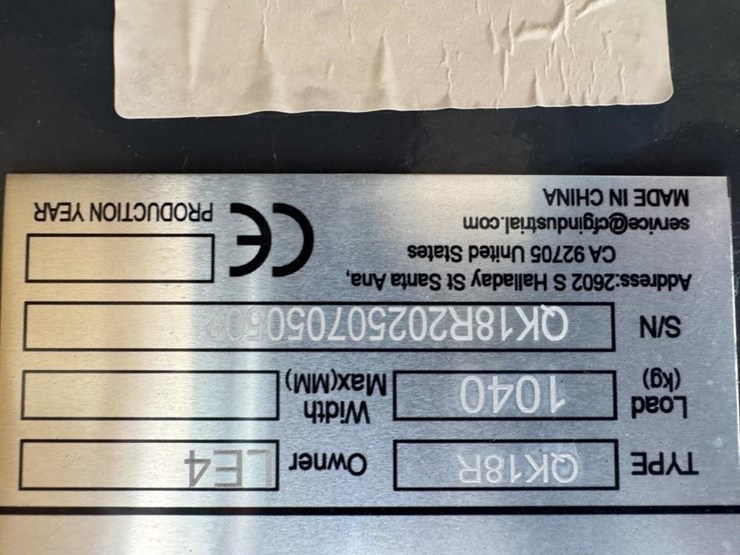 TYPE QK18R Owner LE4
Load (kg) 1040 Width Max(MM)
S/N QK18R202507050502
Address:2602 S Halladay St Santa Ana,
CA 92705 United States
service@cfgindustrial.com
MADE IN CHINA
CE
PRODUCTION YEAR